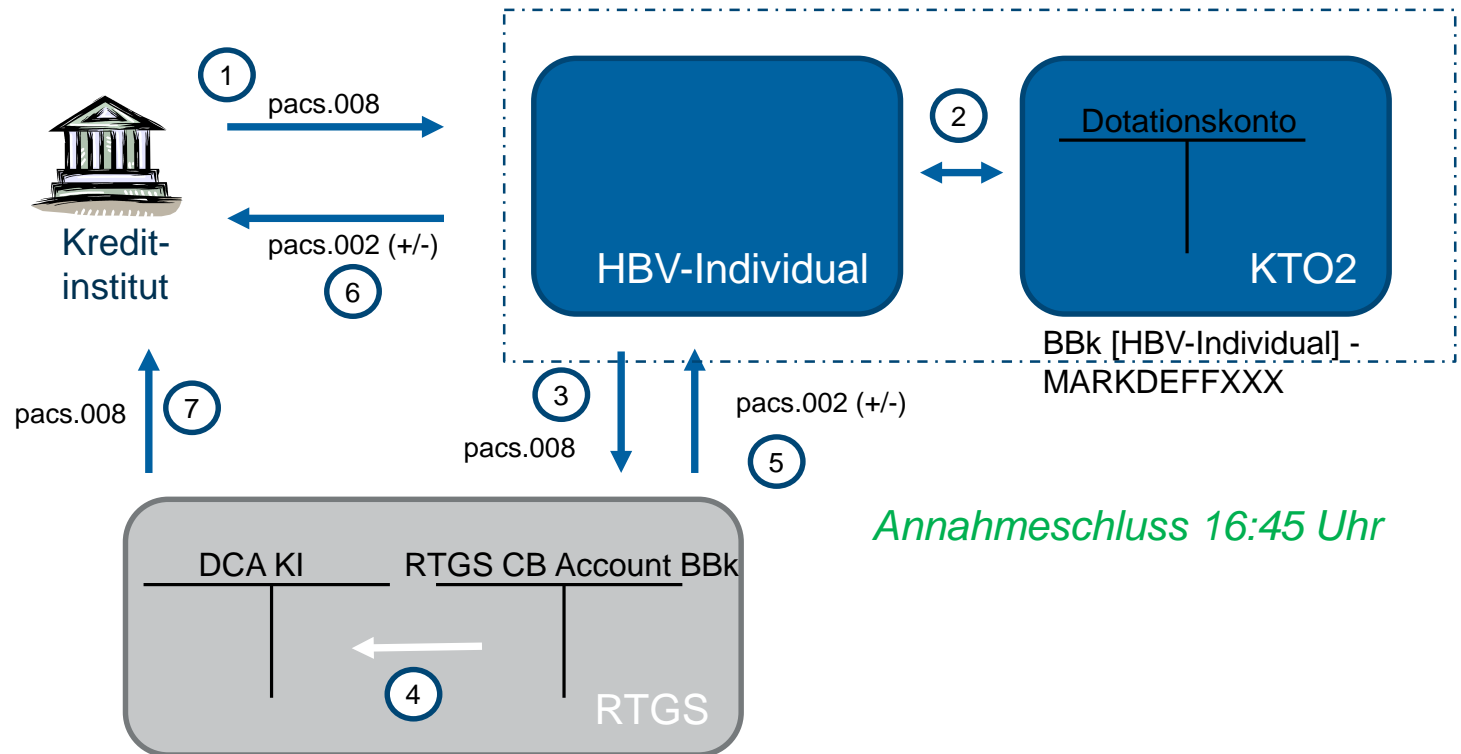 1
pacs.008
2
Dotationskonto
Kredit-
institut
pacs.002 (+/-)
6
HBV-Individual
KTO2
BBk [HBV-Individual] -
MARKDEFFXXX
3
pacs.002 (+/-)
pacs.008
7
pacs.008
5
Annahmeschluss 16:45 Uhr
DCA KI
RTGS CB Account BBk
4
RTGS